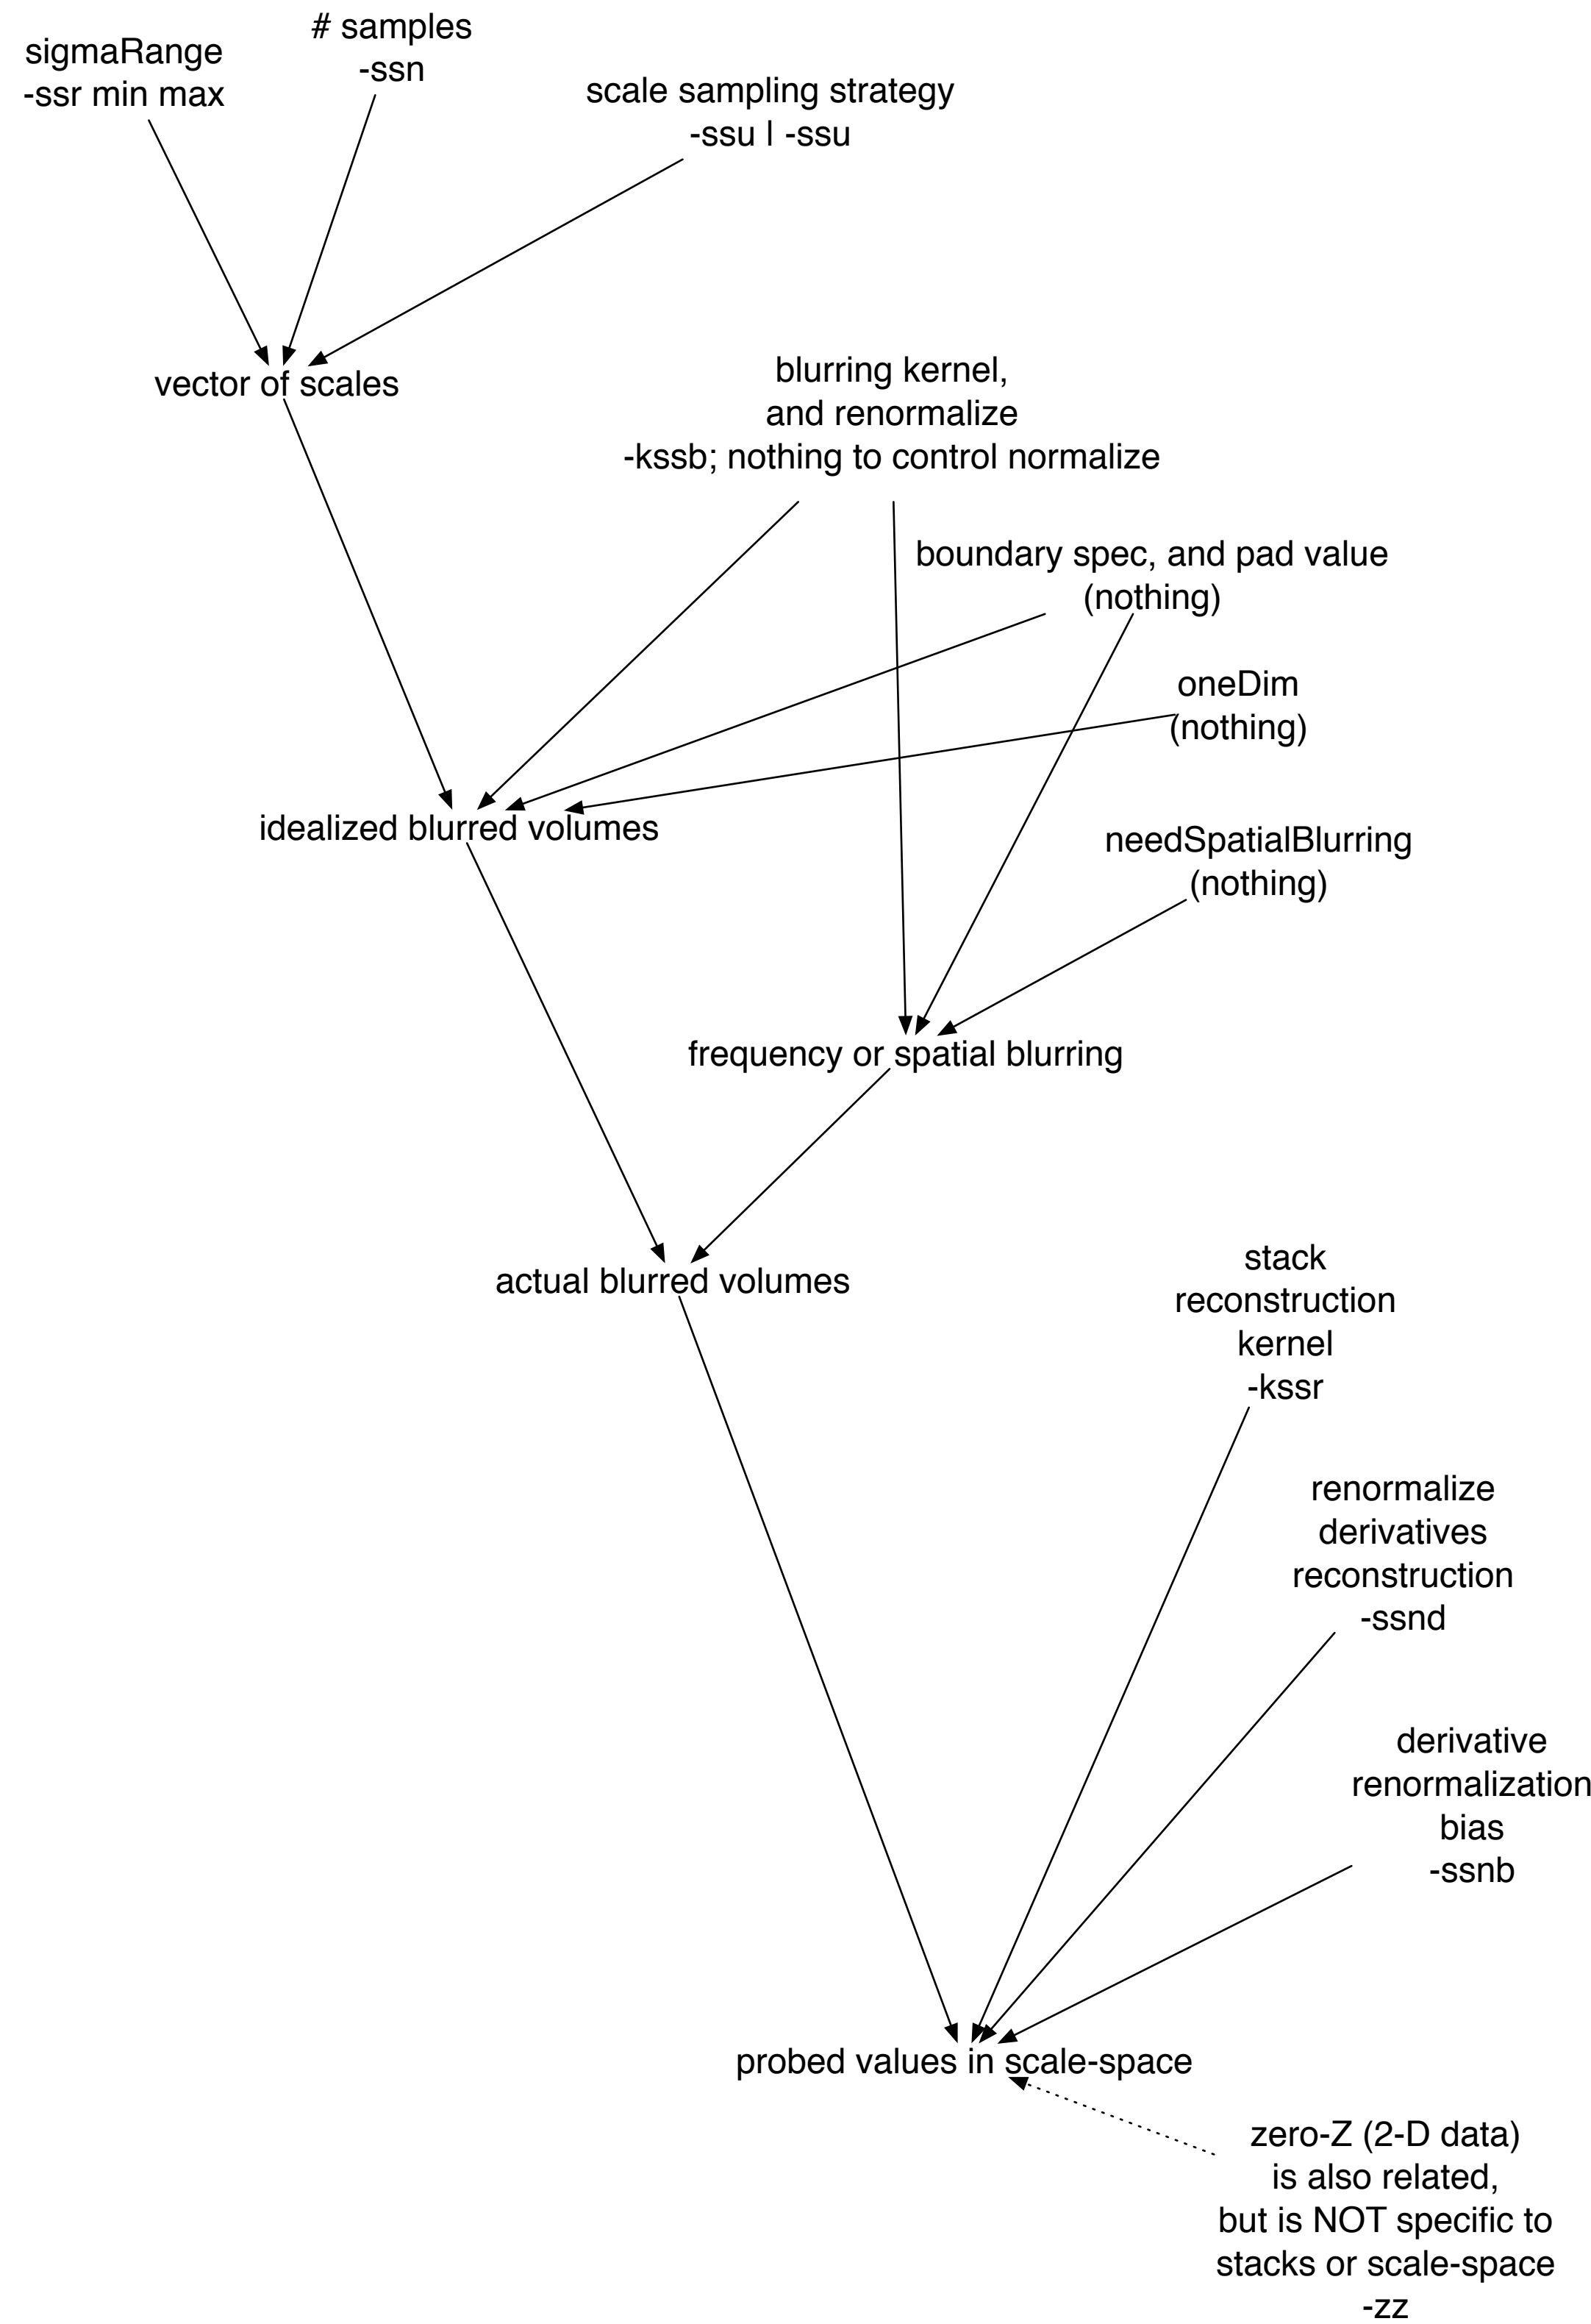 sigmaRange
-ssr min max
# samples
-ssn
scale sampling strategy
-ssu | -ssu
vector of scales
blurring kernel,
and renormalize
-kssb; nothing to control normalize
boundary spec, and pad value
(nothing)
oneDim
(nothing)
idealized blurred volumes
needSpatialBlurring
(nothing)
frequency or spatial blurring
actual blurred volumes
stack
reconstruction
kernel
-kssr
renormalize
derivatives
reconstruction
-ssnd
derivative
renormalization
bias
-ssnb
probed values in scale-space
zero-Z (2-D data)
is also related,
but is NOT specific to
stacks or scale-space
-zz